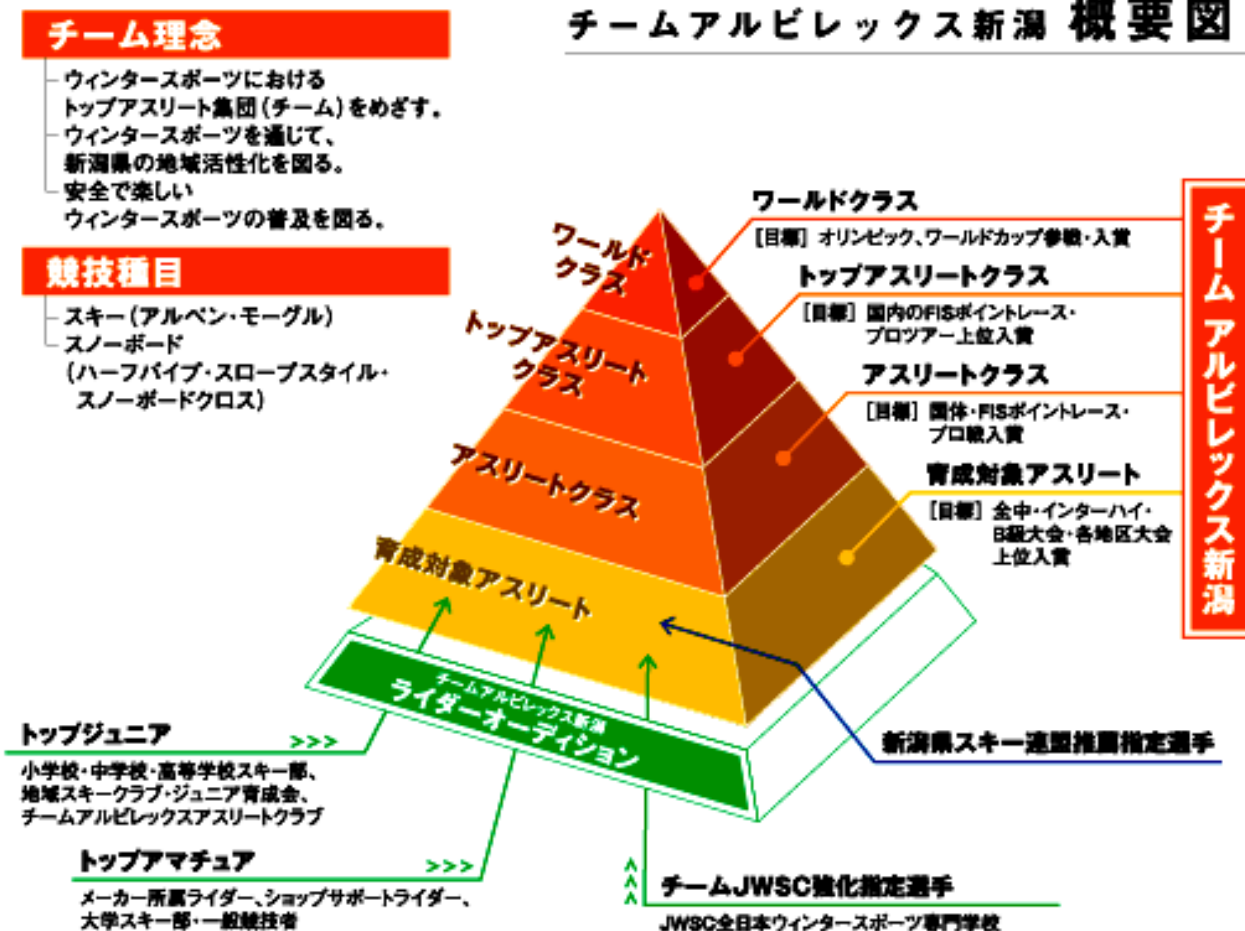 チームアルビレックス新潟 概要図
チーム理念
ウィンタースポーツにおける
トップアスリート集団(チーム)をめざす。
ウィンタースポーツを通じて、
新潟県の地域活性化を図る。
安全で楽しい
ウィンタースポーツの普及を図る。
競技種目
スキー(アルペン・モーグル)
スノーボード
(ハーフパイプ・スロープスタイル・
スノーボードクロス)
ワールド
クラス
トップアスリート
クラス
アスリートクラス
育成対象アスリート
ワールドクラス
[目標] オリンピック、ワールドカップ参戦・入賞
トップアスリートクラス
[目標] 国内のFISポイントレース・
プロツアー上位入賞
アスリートクラス
[目標] 国体・FISポイントレース・
プロ戦入賞
育成対象アスリート
[目標] 全中・インターハイ・
B級大会・各地区大会
上位入賞
チーム アルビレックス新潟
チームアルビレックス新潟
ライダーオーディション
新潟県スキー連盟推薦指定選手
トップジュニア >>>
小学校・中学校・高等学校スキー部、
地域スキークラブ・ジュニア育成会、
チームアルビレックスアスリートクラブ
トップアマチュア >>>
メーカー所属ライダー、ショップサポートライダー、
大学スキー部・一般競技者
チームJWSC強化指定選手
JWSC全日本ウィンタースポーツ専門学校